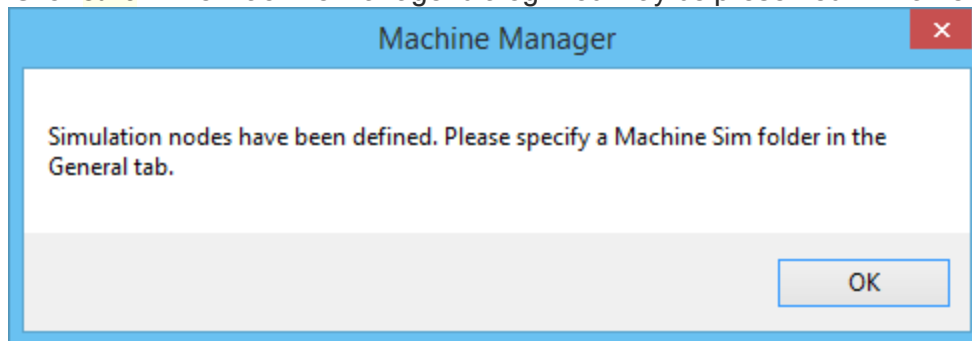 Machine Manager
Simulation nodes have been defined. Please specify a Machine Sim folder in the
General tab.
OK